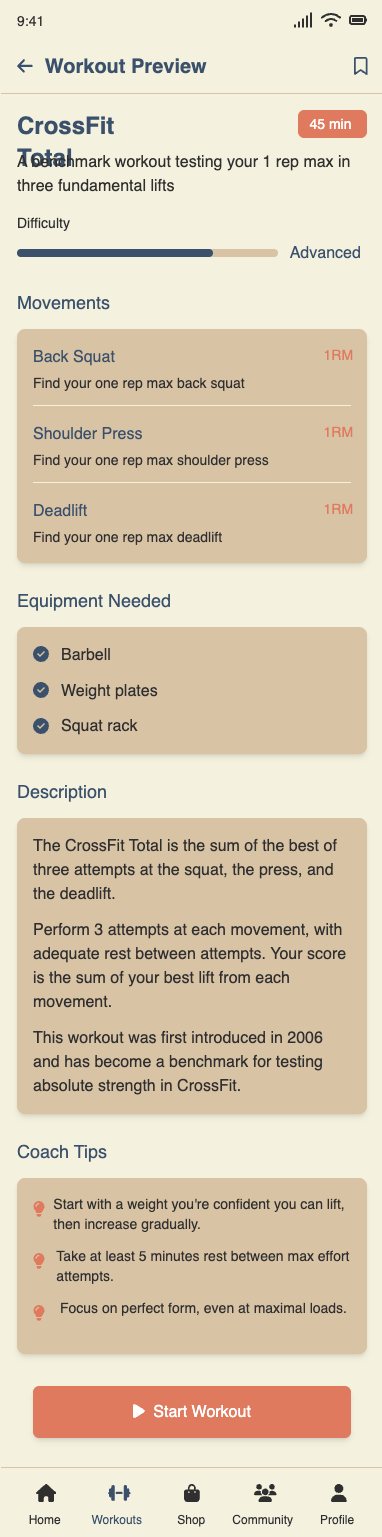 9:41
Workout Preview
CrossFit
Total
45 min
A benchmark workout testing your 1 rep max in
three fundamental lifts
Difficulty
Advanced
Movements
Back Squat
1RM
Find your one rep max back squat
Shoulder Press
1RM
Find your one rep max shoulder press
Deadlift
1RM
Find your one rep max deadlift
Equipment Needed
Barbell
Weight plates
Squat rack
Description
The CrossFit Total is the sum of the best of
three attempts at the squat, the press, and
the deadlift.
Perform 3 attempts at each movement, with
adequate rest between attempts. Your score
is the sum of your best lift from each
movement.
This workout was first introduced in 2006
and has become a benchmark for testing
absolute strength in CrossFit.
Coach Tips
Start with a weight you're confident you can lift,
then increase gradually.
Take at least 5 minutes rest between max effort
attempts.
Focus on perfect form, even at maximal loads.
Start Workout
Home
Workouts
Shop
Community
Profile